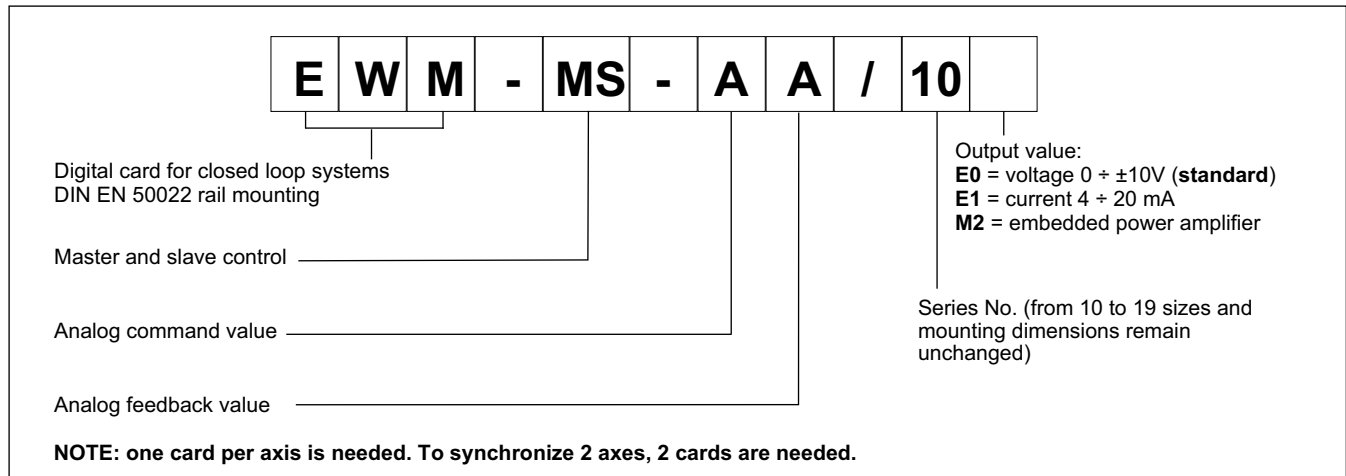 E W M - MS - A A / 10
Digital card for closed loop systems
DIN EN 50022 rail mounting
Master and slave control
Analog command value
Analog feedback value
Output value:
E0 = voltage 0 ÷ ±10V (standard)
E1 = current 4 ÷ 20 mA
M2 = embedded power amplifier
Series No. (from 10 to 19 sizes and
mounting dimensions remain
unchanged)
NOTE: one card per axis is needed. To synchronize 2 axes, 2 cards are needed.